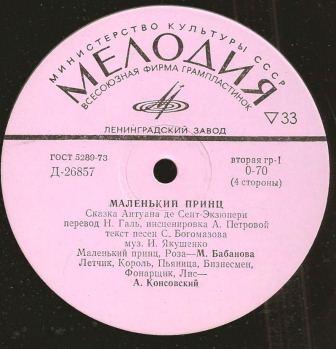 МИНИСТЕРСТВО КУЛЬТУРЫ СССР
МЕЛОДИЯ
ВСЕСОЮЗНАЯ ФИРМА ГРАМПЛАСТИНОК
ЛЕНИНГРАДСКИЙ ЗАВОД
▽33
ГОСТ 5289-73
Д-26857
вторая гр-I
0-70
(4 стороны)
МАЛЕНЬКИЙ ПРИНЦ
Сказка Антуана де Сент-Экзюпери
перевод Н. Галь, инсценировка А. Петровой
текст песен С. Богомазова
муз. И. Якушенко
Маленький принц, Роза— М. Бабанова
Летчик, Король, Пьяница, Бизнесмен,
Фонарщик, Лис—
А. Консовский